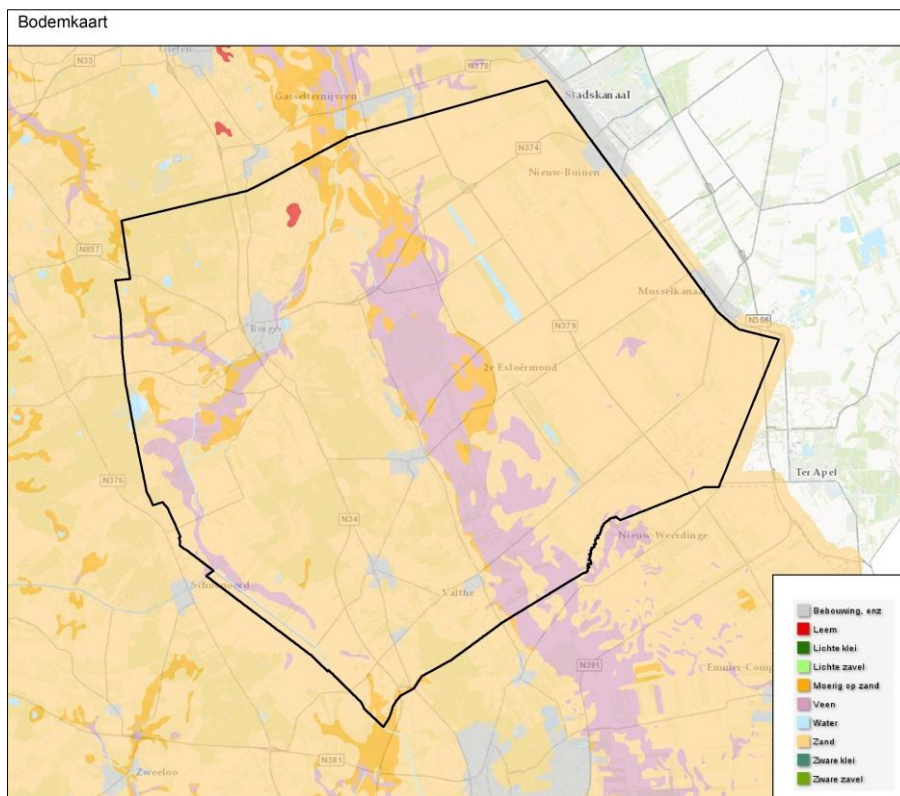 Bodemkaart
N33
Gieten
N378
Gasselternijveen
Stadskanaal
N374
Nieuw-Buinen
N857
Musselkanaal
N366
Borger
N379
2e Exloërmond
N376
Ter Apel
N34
Nieuw-Weerdinge
Schoonoord
Valthe
N391
Emmer-Comp
N381
Zweeloo
Bebouwing, enz
Leem
Lichte klei
Lichte zavel
Moerig op zand
Veen
Water
Zand
Zware klei
Zware zavel